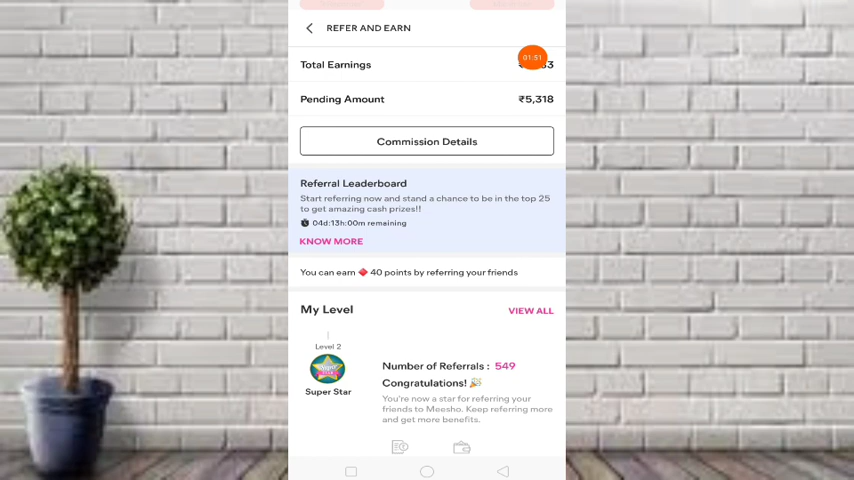 REFER AND EARN
01:51
Total Earnings
Pending Amount ₹5,318
Commission Details
Referral Leaderboard
Start referring now and stand a chance to be in the top 25
to get amazing cash prizes!!
04d:13h:00m remaining
KNOW MORE
You can earn 40 points by referring your friends
My Level VIEW ALL
Level 2
Super Star
Number of Referrals : 549
Congratulations!
You're now a star for referring your
friends to Meesho. Keep referring more
and get more benefits.